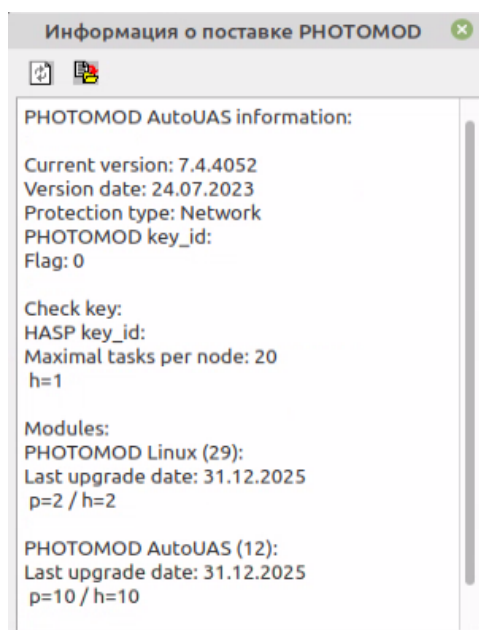 Информация о поставке PHOTOMOD
PHOTOMOD AutoUAS information:
Current version: 7.4.4052
Version date: 24.07.2023
Protection type: Network
PHOTOMOD key_id:
Flag: 0
Check key:
HASP key_id:
Maximal tasks per node: 20
h=1
Modules:
PHOTOMOD Linux (29):
Last upgrade date: 31.12.2025
p=2 / h=2
PHOTOMOD AutoUAS (12):
Last upgrade date: 31.12.2025
p=10 / h=10